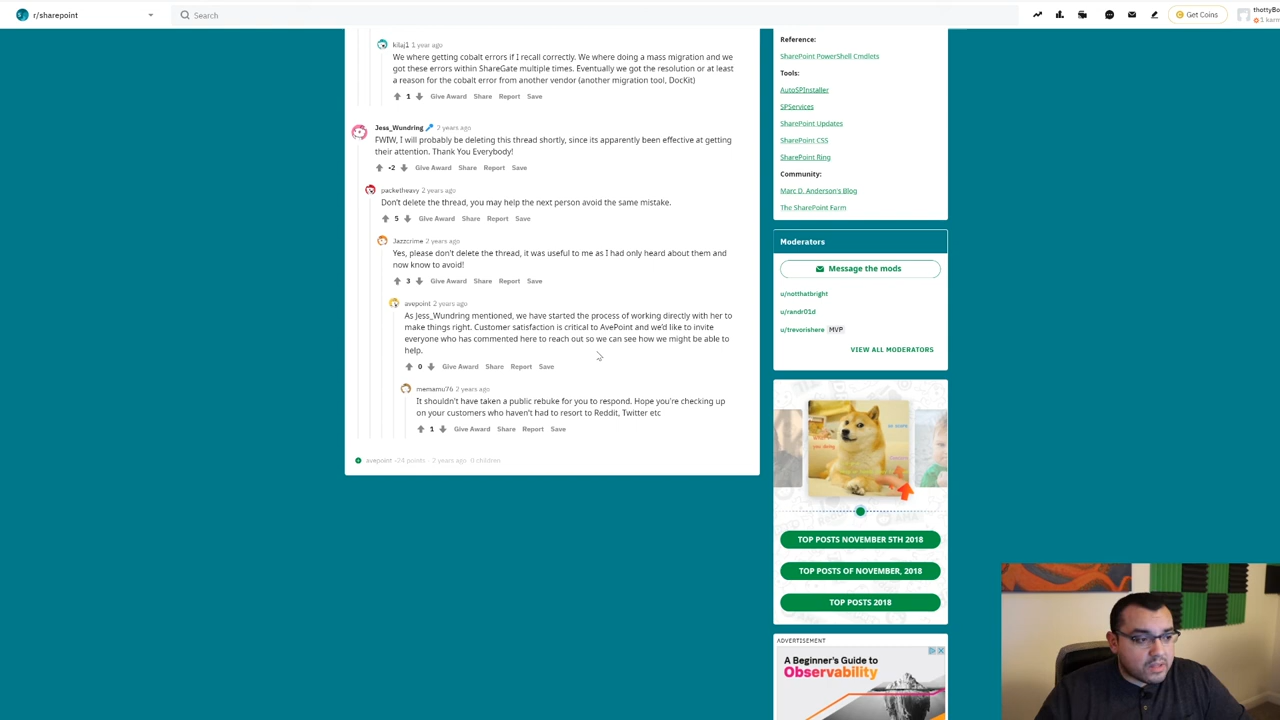 r/sharepoint
Search
Get Coins
thottyBo
1 karm
kilaj1 1 year ago
We where getting cobalt errors if I recall correctly. We where doing a mass migration and we
got these errors within ShareGate multiple times. Eventually we got the resolution or at least
a reason for the cobalt error from another vendor (another migration tool, DocKit)
1 Give Award Share Report Save
Jess_Wundring 2 years ago
FWIW, I will probably be deleting this thread shortly, since its apparently been effective at getting
their attention. Thank You Everybody!
-2 Give Award Share Report Save
packetheavy 2 years ago
Don't delete the thread, you may help the next person avoid the same mistake.
5 Give Award Share Report Save
Jazzcrime 2 years ago
Yes, please don't delete the thread, it was useful to me as I had only heard about them and
now know to avoid!
3 Give Award Share Report Save
avepoint 2 years ago
As Jess_Wundring mentioned, we have started the process of working directly with her to
make things right. Customer satisfaction is critical to AvePoint and we'd like to invite
everyone who has commented here to reach out so we can see how we might be able to
help.
0 Give Award Share Report Save
memamu76 2 years ago
It shouldn't have taken a public rebuke for you to respond. Hope you're checking up
on your customers who haven't had to resort to Reddit, Twitter etc
1 Give Award Share Report Save
avepoint -24 points · 2 years ago 0 children
Reference:
SharePoint PowerShell Cmdlets
Tools:
AutoSPInstaller
SPServices
SharePoint Updates
SharePoint CSS
SharePoint Ring
Community:
Marc D. Anderson's Blog
The SharePoint Farm
Moderators
Message the mods
u/notthatbright
u/randr01d
u/trevorishere MVP
VIEW ALL MODERATORS
TOP POSTS NOVEMBER 5TH 2018
TOP POSTS OF NOVEMBER, 2018
TOP POSTS 2018
ADVERTISEMENT
A Beginner's Guide to
Observability